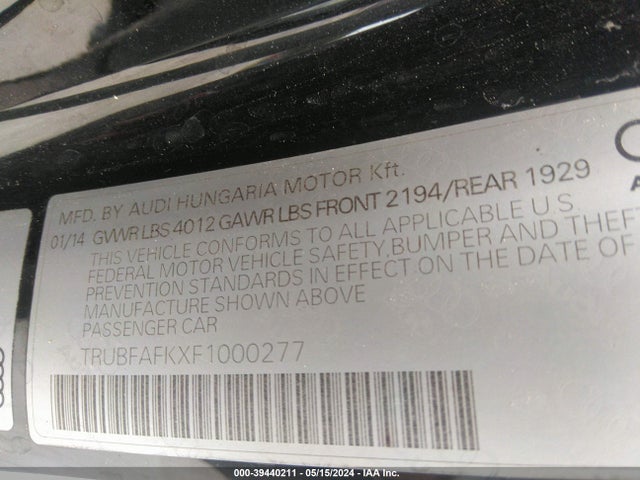 MFD. BY AUDI HUNGARIA MOTOR Kft.
01/14 GVWR LBS 4012 GAWR LBS FRONT 2194/REAR 1929
THIS VEHICLE CONFORMS TO ALL APPLICABLE U.S.
FEDERAL MOTOR VEHICLE SAFETY, BUMPER AND THEFT
PREVENTION STANDARDS IN EFFECT ON THE DATE OF
MANUFACTURE SHOWN ABOVE
PASSENGER CAR
TRUBFAFKXF1000277
000-39440211 - 05/15/2024 - IAA Inc.